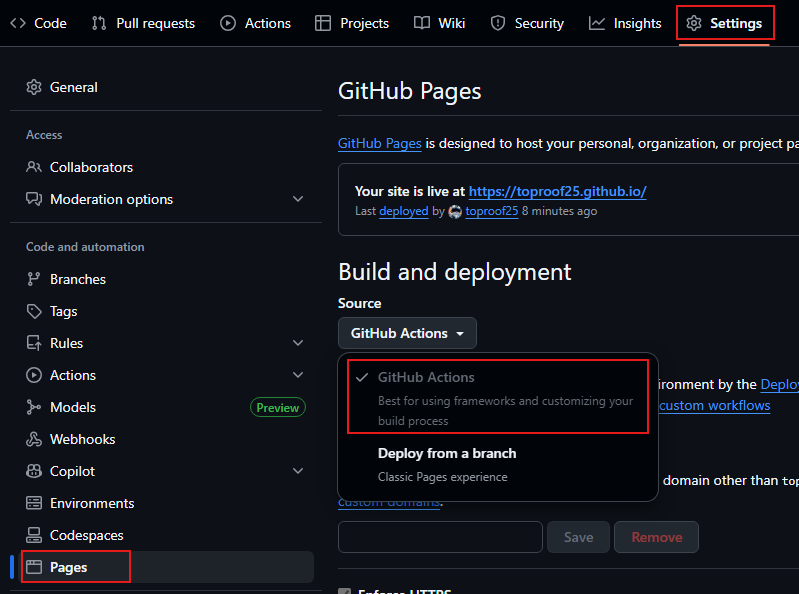 Code Pull requests Actions Projects Wiki Security Insights Settings
General
Access
Collaborators
Moderation options
Code and automation
Branches
Tags
Rules
Actions
Models Preview
Webhooks
Copilot
Environments
Codespaces
Pages
GitHub Pages
GitHub Pages is designed to host your personal, organization, or project pa
Your site is live at https://toproof25.github.io/
Last deployed by toproof25 8 minutes ago
Build and deployment
Source
GitHub Actions
GitHub Actions
Best for using frameworks and customizing your
build process
Deploy from a branch
Classic Pages experience
ironment by the Deploy
custom workflows
domain other than top
custom domains.
Save Remove
Enforce HTTPS